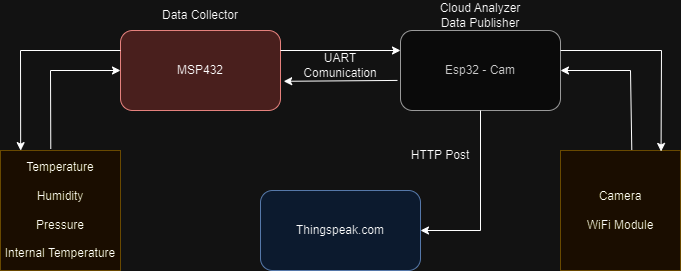 Data Collector
Cloud Analyzer
Data Publisher
MSP432
UART
Comunication
Esp32 - Cam
HTTP Post
Temperature
Humidity
Pressure
Internal Temperature
Camera
WiFi Module
Thingspeak.com